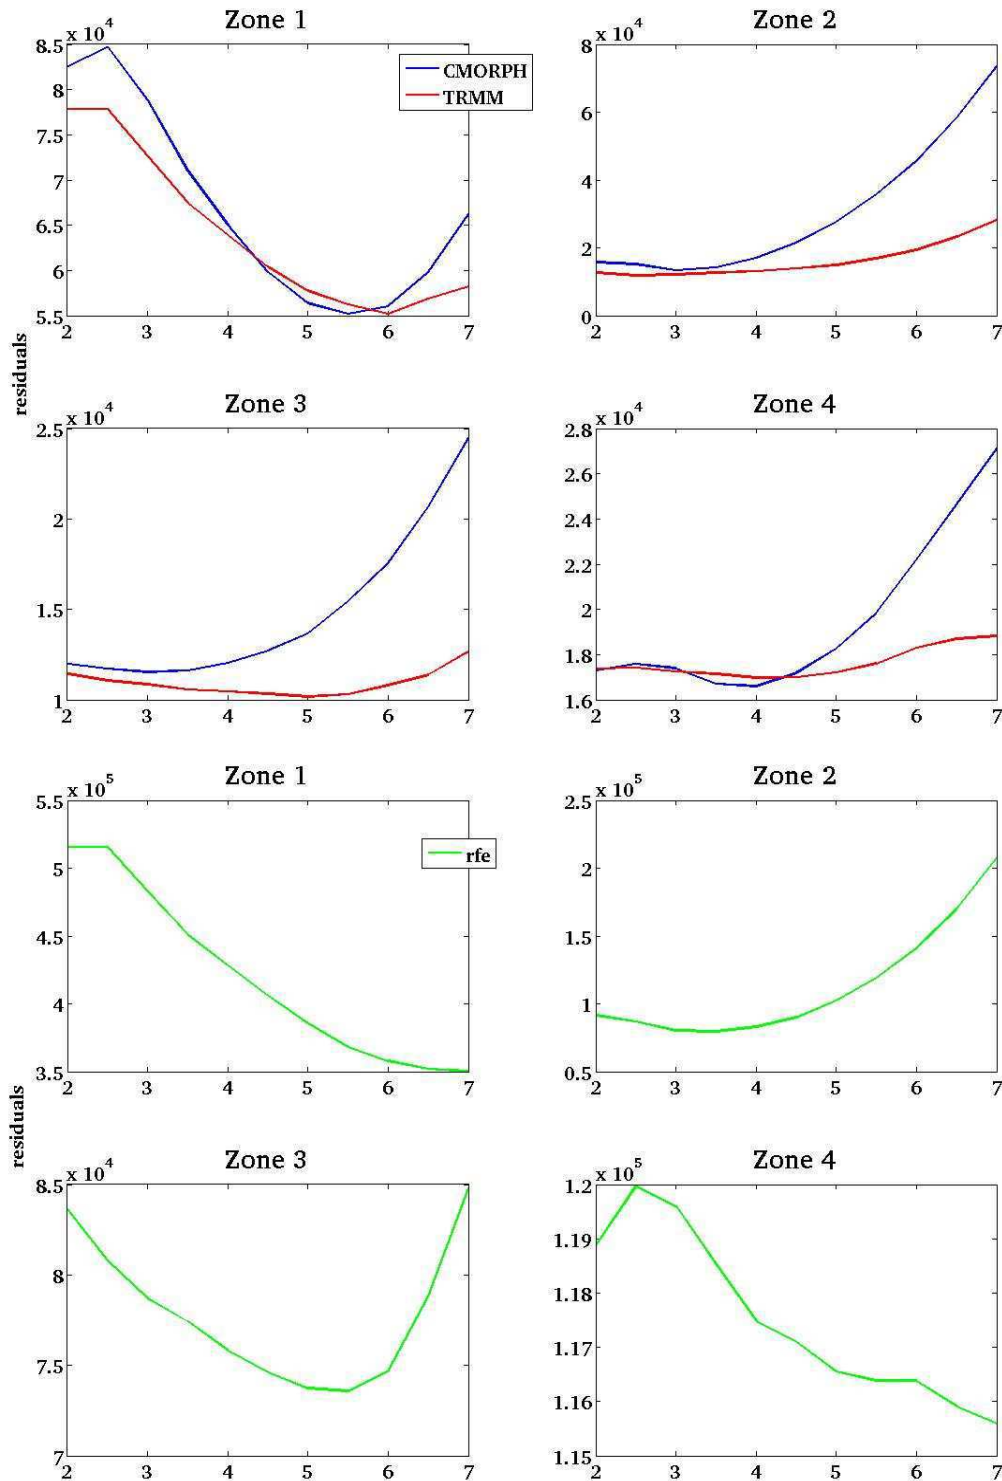 Zone 1
x 10^4
8.5
8
7.5
7
6.5
6
5.5
2 3 4 5 6 7
CMORPH
TRMM
Zone 2
x 10^4
8
6
4
2
0
2 3 4 5 6 7
residuals
Zone 3
x 10^4
2.5
2
1.5
1
2 3 4 5 6 7
Zone 4
x 10^4
2.8
2.6
2.4
2.2
2
1.8
1.6
2 3 4 5 6 7
Zone 1
x 10^5
5.5
5
4.5
4
3.5
2 3 4 5 6 7
rfe
Zone 2
x 10^5
2.5
2
1.5
1
0.5
2 3 4 5 6 7
residuals
Zone 3
x 10^4
8.5
8
7.5
7
2 3 4 5 6 7
Zone 4
x 10^5
1.2
1.19
1.18
1.17
1.16
1.15
2 3 4 5 6 7